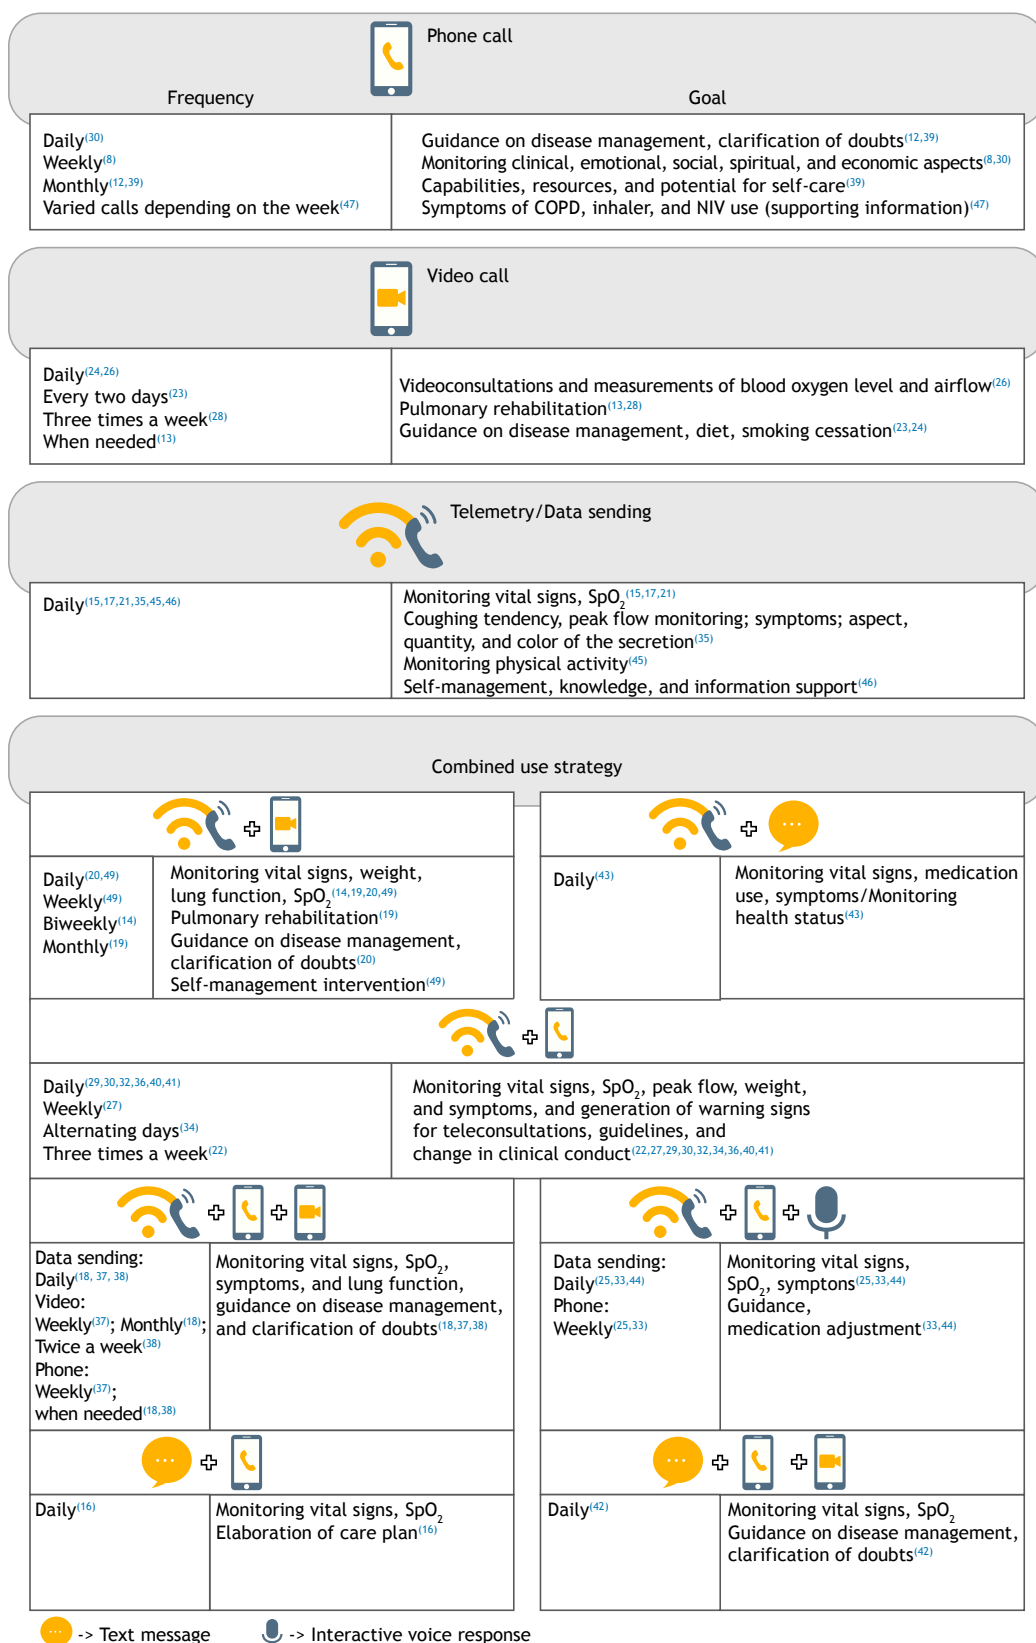 Phone call
Frequency
Goal
Daily(30)
Weekly(8)
Monthly(12,39)
Varied calls depending on the week(47)
Guidance on disease management, clarification of doubts(12,39)
Monitoring clinical, emotional, social, spiritual, and economic aspects(8,30)
Capabilities, resources, and potential for self-care(39)
Symptoms of COPD, inhaler, and NIV use (supporting information)(47)
Video call
Daily(24,26)
Every two days(23)
Three times a week(28)
When needed(13)
Videoconsultations and measurements of blood oxygen level and airflow(26)
Pulmonary rehabilitation(13,28)
Guidance on disease management, diet, smoking cessation(23,24)
Telemetry/Data sending
Daily(15,17,21,35,45,46)
Monitoring vital signs, SpO2(15,17,21)
Coughing tendency, peak flow monitoring; symptoms; aspect,
quantity, and color of the secretion(35)
Monitoring physical activity(45)
Self-management, knowledge, and information support(46)
Combined use strategy
Daily(20,49)
Weekly(49)
Biweekly(14)
Monthly(19)
Monitoring vital signs, weight,
lung function, SpO2(14,19,20,49)
Pulmonary rehabilitation(19)
Guidance on disease management,
clarification of doubts(20)
Self-management intervention(49)
Daily(43)
Monitoring vital signs, medication
use, symptoms/Monitoring
health status(43)
Daily(29,30,32,36,40,41)
Weekly(27)
Alternating days(34)
Three times a week(22)
Monitoring vital signs, SpO2, peak flow, weight,
and symptoms, and generation of warning signs
for teleconsultations, guidelines, and
change in clinical conduct(22,27,29,30,32,34,36,40,41)
Data sending:
Daily(18, 37, 38)
Video:
Weekly(37); Monthly(18);
Twice a week(38)
Phone:
Weekly(37);
when needed(18,38)
Monitoring vital signs, SpO2,
symptoms, and lung function,
guidance on disease management,
and clarification of doubts(18,37,38)
Data sending:
Daily(25,33,44)
Phone:
Weekly(25,33)
Monitoring vital signs,
SpO2, symptons(25,33,44)
Guidance,
medication adjustment(33,44)
Daily(16)
Monitoring vital signs, SpO2
Elaboration of care plan(16)
Daily(42)
Monitoring vital signs, SpO2
Guidance on disease management,
clarification of doubts(42)
-> Text message
-> Interactive voice response